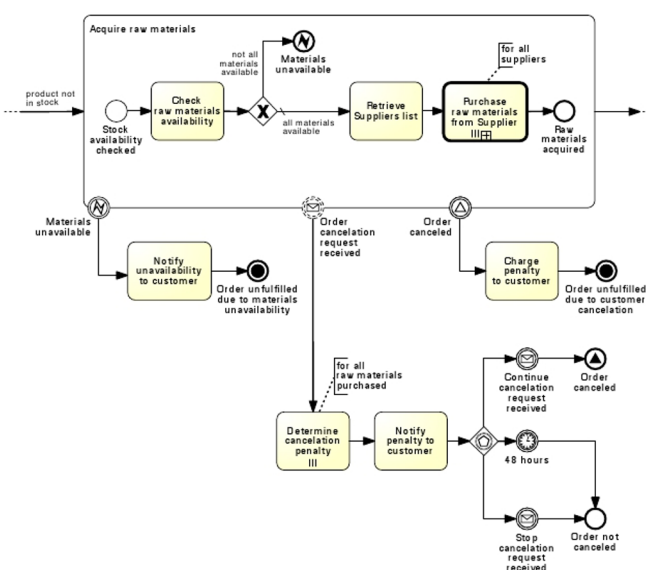 Acquire raw materials
product not
in stock
Stock
availability
checked
Check
raw materials
availability
not all
materials
available
Materials
unavailable
X
all materials
available
Retrieve
Suppliers list
for all
suppliers
Purchase
raw materials
from Supplier
Raw
materials
acquired
Materials
unavailable
Order
cancelation
request
received
Order
canceled
Notify
unavailability
to customer
Order unfulfilled
due to materials
unavailability
Charge
penalty
to customer
Order unfulfilled
due to customer
cancelation
for all
raw materials
purchased
Determine
cancelation
penalty
Notify
penalty to
customer
Continue
cancelation
request
received
Order
canceled
48 hours
Stop
cancelation
request
received
Order not
canceled